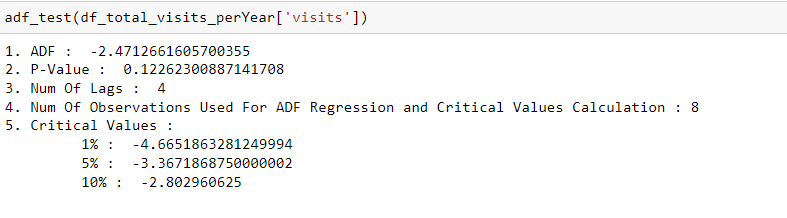 adf_test(df_total_visits_perYear['visits'])
1. ADF :  -2.4712661605700355
2. P-Value :  0.12262300887141708
3. Num Of Lags :  4
4. Num Of Observations Used For ADF Regression and Critical Values Calculation : 8
5. Critical Values :
1% :  -4.6651863281249994
5% :  -3.3671868750000002
10% :  -2.802960625